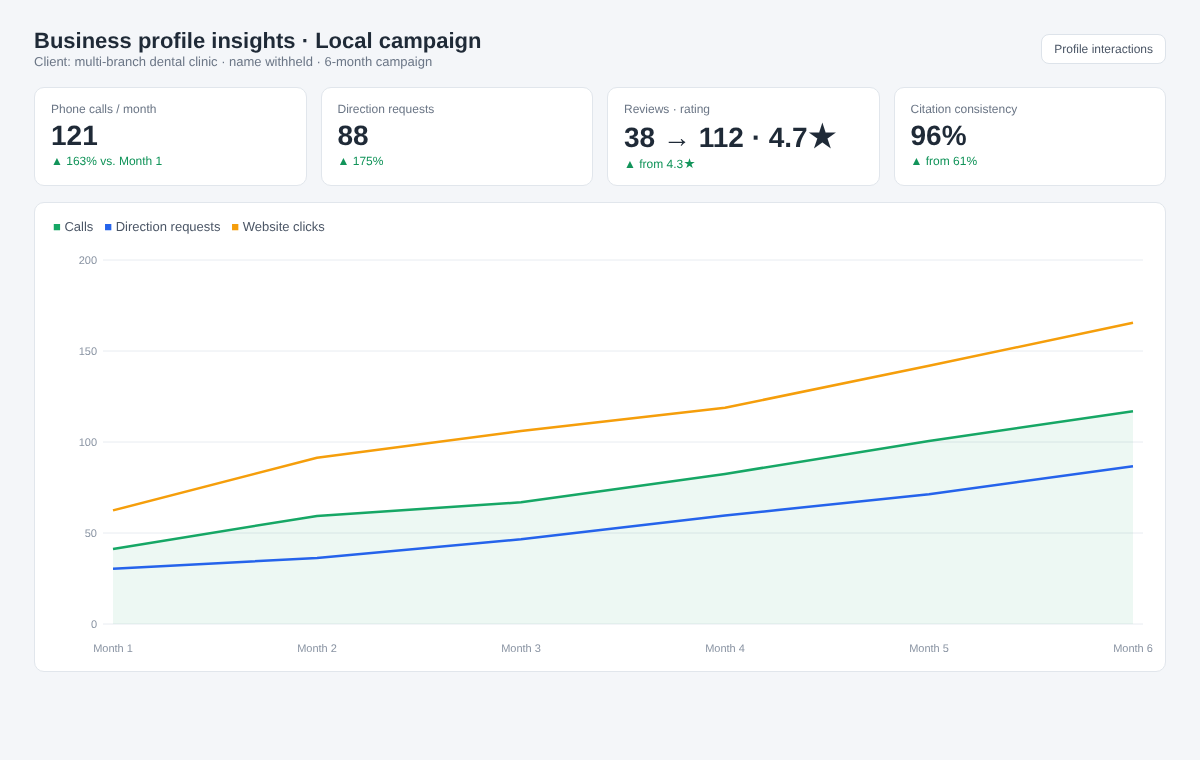 Business profile insights · Local campaign
Client: multi-branch dental clinic · name withheld · 6-month campaign
Profile interactions
Phone calls / month
121
▲ 163% vs. Month 1
Direction requests
88
▲ 175%
Reviews · rating
38 → 112 · 4.7★
▲ from 4.3★
Citation consistency
96%
▲ from 61%
■ Calls ■ Direction requests ■ Website clicks
200
150
100
50
0
Month 1 Month 2 Month 3 Month 4 Month 5 Month 6